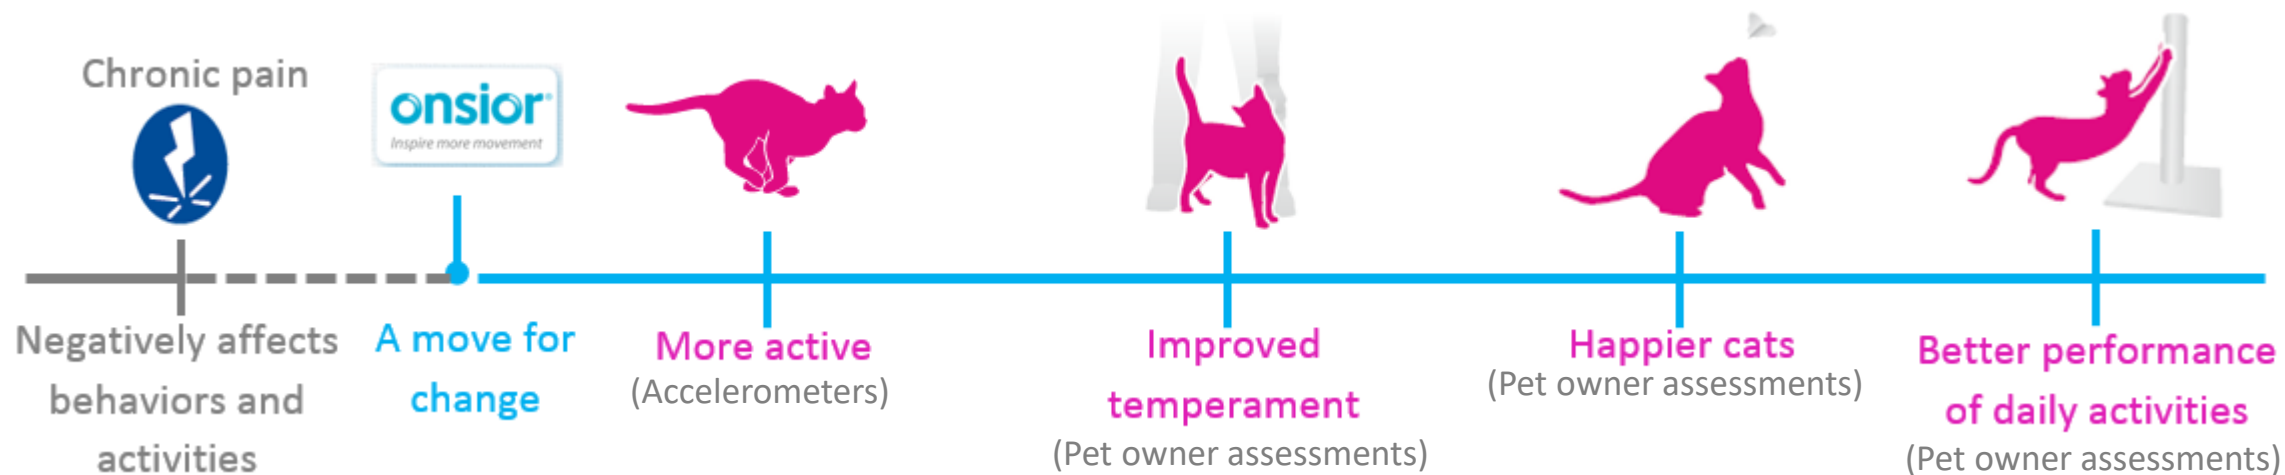 Chronic pain
onsior®
Inspire more movement
Negatively affects
behaviors and
activities
A move for
change
More active
(Accelerometers)
Improved
temperament
(Pet owner assessments)
Happier cats
(Pet owner assessments)
Better performance
of daily activities
(Pet owner assessments)